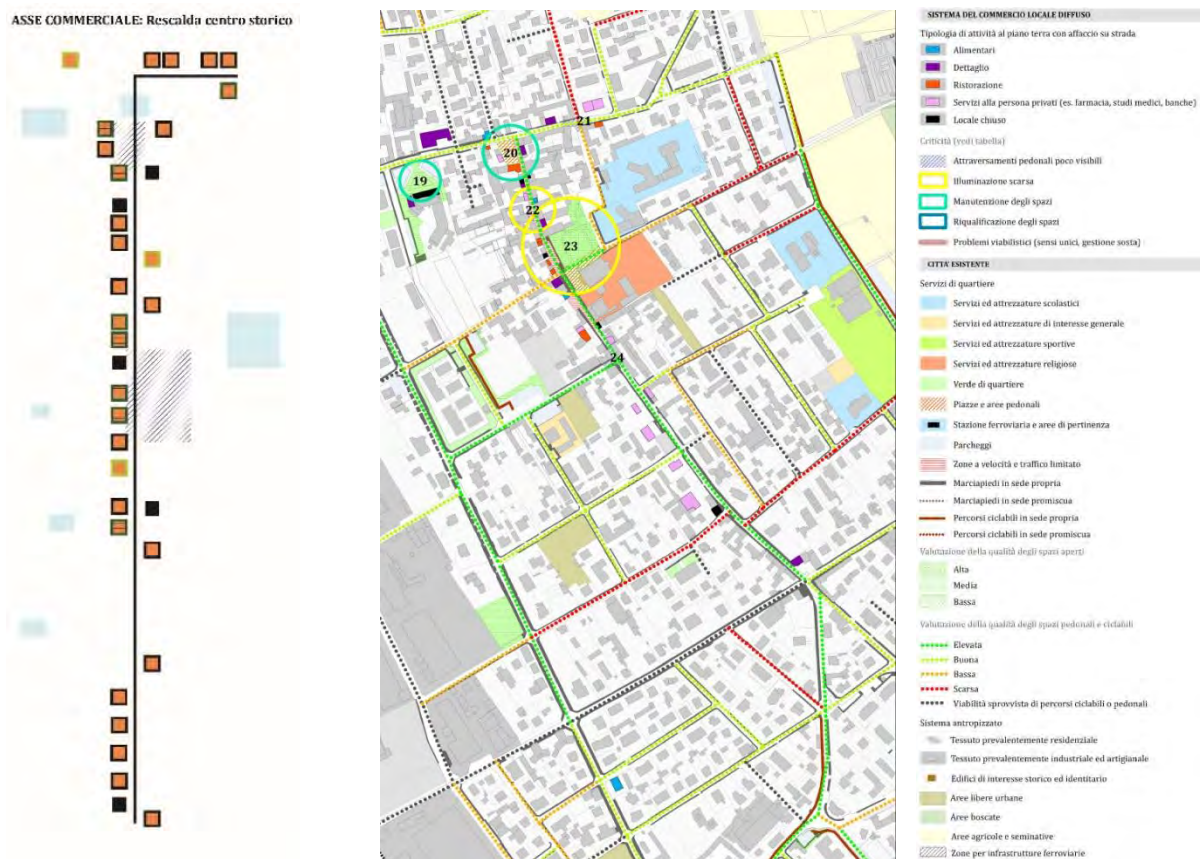 ASSE COMMERCIALE: Rescalda centro storico
19
20
21
22
23
24
SISTEMA DEL COMMERCIO LOCALE DIFFUSO
Tipologia di attività al piano terra con affaccio su strada
Alimentari
Dettaglio
Ristorazione
Servizi alla persona privati (es. farmacia, studi medici, banche)
Locale chiuso
Criticità (vedi tabella)
Attraversamenti pedonali poco visibili
Illuminazione scarsa
Manutenzione degli spazi
Riqualificazione degli spazi
Problemi viabilistici (sensi unici, gestione sosta)
CITTA' ESISTENTE
Servizi di quartiere
Servizi ed attrezzature scolastici
Servizi ed attrezzature di interesse generale
Servizi ed attrezzature sportive
Servizi ed attrezzature religiose
Verde di quartiere
Piazze e aree pedonali
Stazione ferroviaria e aree di pertinenza
Parcheggi
Zone a velocità e traffico limitato
Marciapiedi in sede propria
Marciapiedi in sede promiscua
Percorsi ciclabili in sede propria
Percorsi ciclabili in sede promiscua
Valutazione della qualità degli spazi aperti
Alta
Media
Bassa
Valutazione della qualità degli spazi pedonali e ciclabili
Elevata
Buona
Bassa
Scarsa
Viabilità sprovvista di percorsi ciclabili o pedonali
Sistema antropizzato
Tessuto prevalentemente residenziale
Tessuto prevalentemente industriale ed artigianale
Edifici di interesse storico ed identitario
Aree libere urbane
Aree boscate
Aree agricole e seminative
Zone per infrastrutture ferroviarie